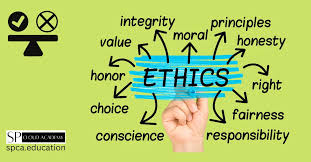 integrity
principles
moral
value
honesty
honor
ETHICS
right
choice
fairness
conscience
responsibility
SP
CLOUD ACADEMY
spca.education